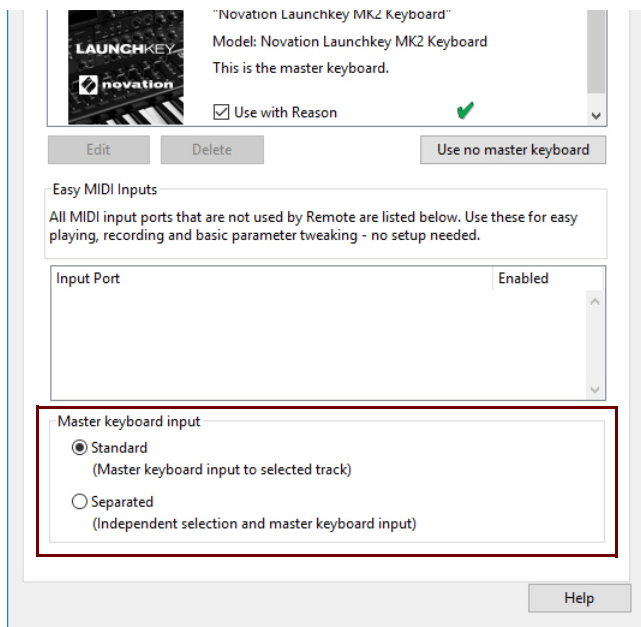 "Novation Launchkey MK2 Keyboard"
LAUNCHKEY
Model: Novation Launchkey MK2 Keyboard
This is the master keyboard.
novation
Use with Reason
Edit
Delete
Use no master keyboard
Easy MIDI Inputs
All MIDI input ports that are not used by Remote are listed below. Use these for easy
playing, recording and basic parameter tweaking - no setup needed.
Input Port
Enabled
Master keyboard input
Standard
(Master keyboard input to selected track)
Separated
(Independent selection and master keyboard input)
Help